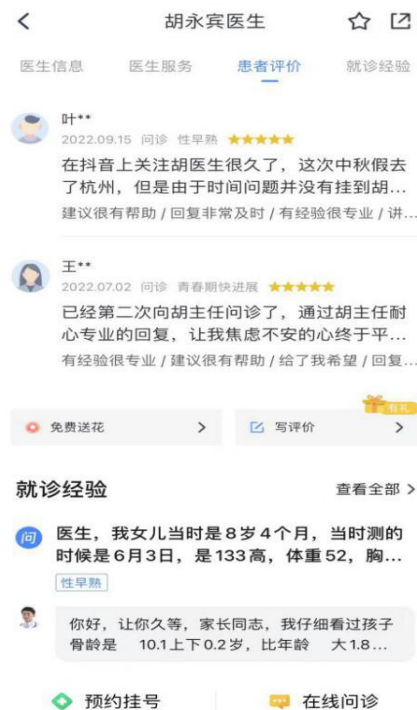 胡永宾医生
医生信息 医生服务 患者评价 就诊经验
叶**
2022.09.15 问诊 性早熟
在抖音上关注胡医生很久了，这次中秋假去
了杭州，但是由于时间问题并没有挂到胡...
建议很有帮助 / 回复非常及时 / 有经验很专业 / 讲...
王**
2022.07.02 问诊 青春期快进展
已经第二次向胡主任问诊了，通过胡主任耐
心专业的回复，让我焦虑不安的心终于平...
有经验很专业 / 建议很有帮助 / 给了我希望 / 回复...
有礼
免费送花 写评价
就诊经验 查看全部
问 医生，我女儿当时是8岁4个月，当时测的
时候是6月3日，是133高，体重52，胸...
性早熟
你好，让你久等，家长同志，我仔细看过孩子
骨龄是 10.1上下0.2岁，比年龄 大1.8...
预约挂号 在线问诊